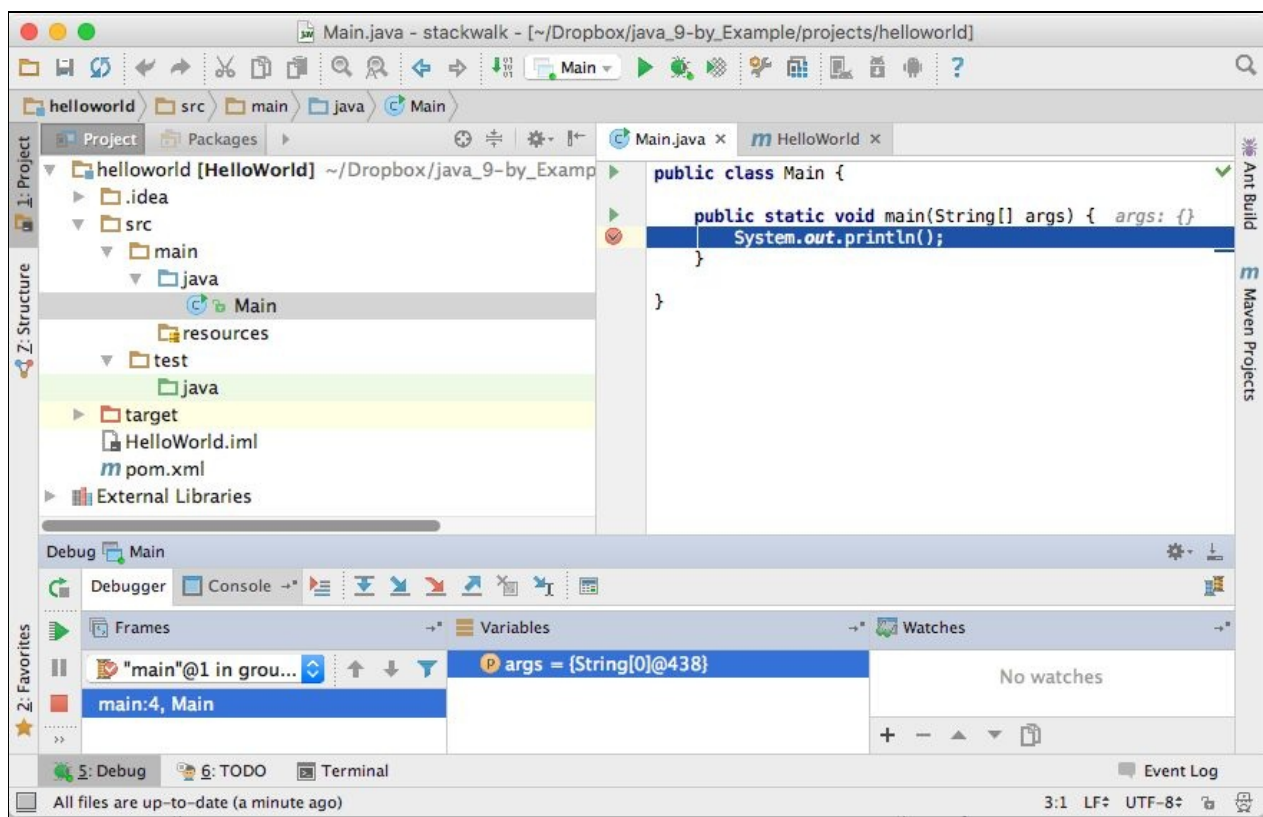 Main.java - stackwalk - [~/Dropbox/java_9-by_Example/projects/helloworld]
Main
?
helloworld src main java Main
1: Project
Z: Structure
2: Favorites
Project Packages
helloworld [HelloWorld] ~/Dropbox/java_9-by_Examp
.idea
src
main
java
Main
resources
test
java
target
HelloWorld.iml
pom.xml
External Libraries
Main.java × HelloWorld ×
public class Main {
public static void main(String[] args) { args: {}
System.out.println();
}
}
Ant Build
Maven Projects
Debug Main
Debugger Console
Frames
"main"@1 in grou...
main:4, Main
Variables
args = {String[0]@438}
Watches
No watches
5: Debug 6: TODO Terminal Event Log
All files are up-to-date (a minute ago) 3:1 LF UTF-8